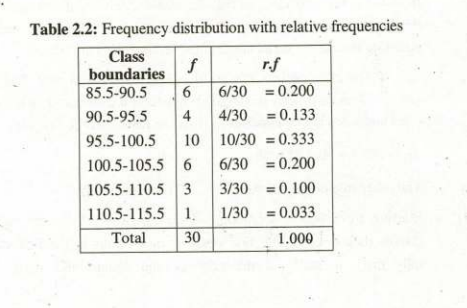 Table 2.2: Frequency distribution with relative frequencies
Class boundaries f r.f
85.5-90.5 6 6/30 = 0.200
90.5-95.5 4 4/30 = 0.133
95.5-100.5 10 10/30 = 0.333
100.5-105.5 6 6/30 = 0.200
105.5-110.5 3 3/30 = 0.100
110.5-115.5 1. 1/30 = 0.033
Total 30 1.000